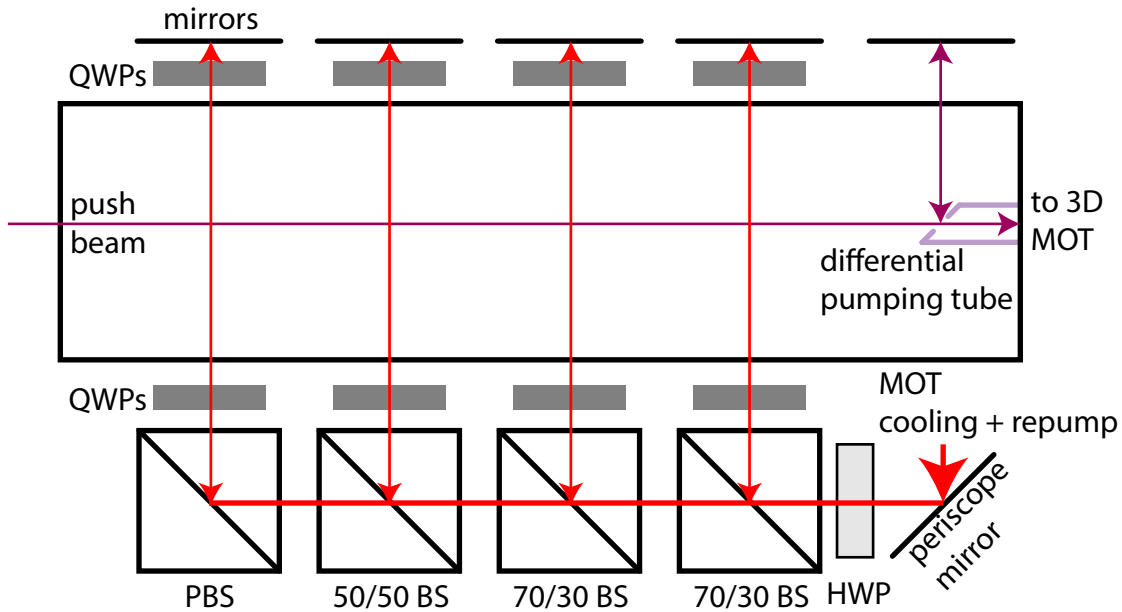 mirrors
QWPs
push
beam
to 3D
MOT
differential
pumping tube
QWPs
MOT
cooling + repump
periscope
mirror
PBS
50/50 BS
70/30 BS
70/30 BS
HWP